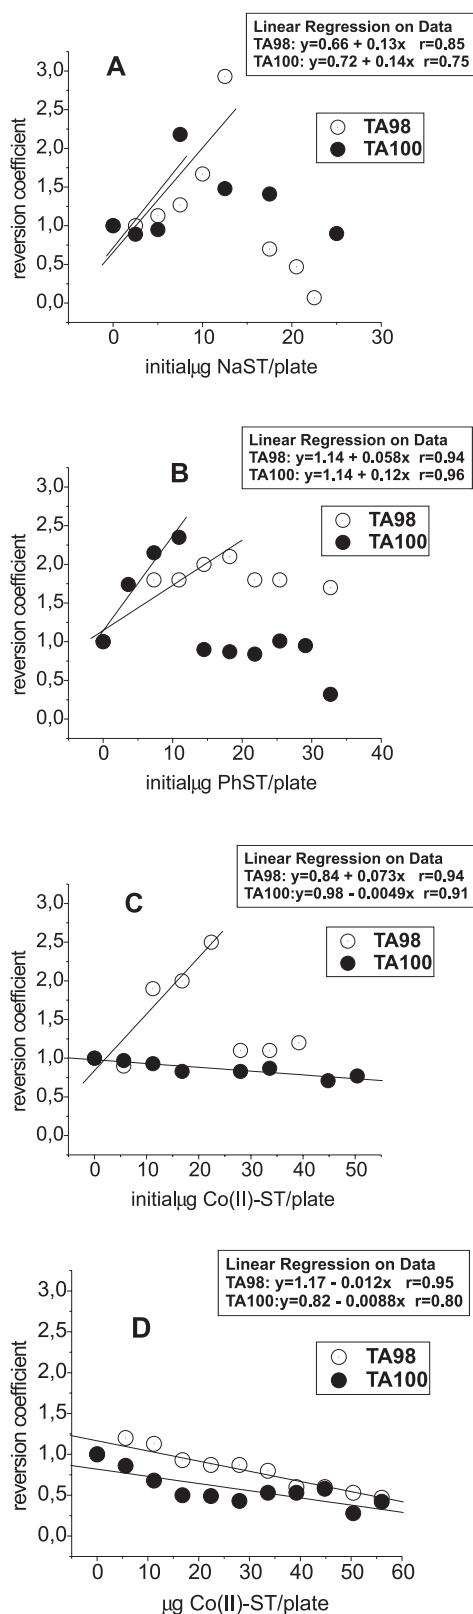 Linear Regression on Data
TA98: y=0.66 + 0.13x r=0.85
TA100: y=0.72 + 0.14x r=0.75
A
3,0
2,5
2,0
1,5
1,0
0,5
0,0
reversion coefficient
TA98
TA100
0 10 20 30
initialµg NaST/plate
Linear Regression on Data
TA98: y=1.14 + 0.058x r=0.94
TA100: y=1.14 + 0.12x r=0.96
B
3,0
2,5
2,0
1,5
1,0
0,5
0,0
reversion coefficient
TA98
TA100
0 10 20 30 40
initialµg PhST/plate
Linear Regression on Data
TA98: y=0.84 + 0.073x r=0.94
TA100:y=0.98 - 0.0049x r=0.91
C
3,0
2,5
2,0
1,5
1,0
0,5
0,0
reversion coefficient
TA98
TA100
0 10 20 30 40 50
initialµg Co(II)-ST/plate
Linear Regression on Data
TA98: y=1.17 - 0.012x r=0.95
TA100:y=0.82 - 0.0088x r=0.80
D
3,0
2,5
2,0
1,5
1,0
0,5
0,0
reversion coefficient
TA98
TA100
0 10 20 30 40 50 60
µg Co(II)-ST/plate